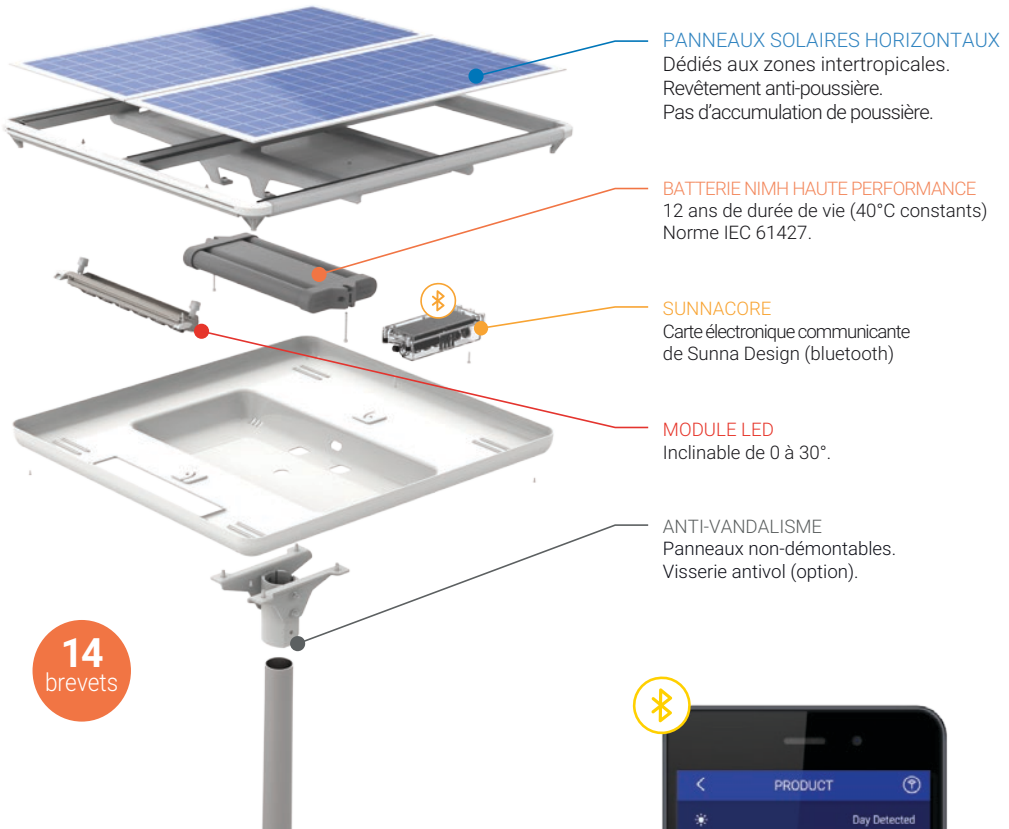 PANNEAUX SOLAIRES HORIZONTAUX
Dédiés aux zones intertropicales.
Revêtement anti-poussière.
Pas d'accumulation de poussière.
BATTERIE NIMH HAUTE PERFORMANCE
12 ans de durée de vie (40°C constants)
Norme IEC 61427.
SUNNACORE
Carte électronique communicante
de Sunna Design (bluetooth)
MODULE LED
Inclinable de 0 à 30°.
ANTI-VANDALISME
Panneaux non-démontables.
Visserie antivol (option).
14
brevets
PRODUCT
Day Detected